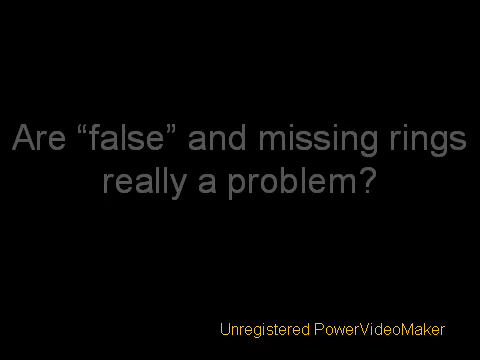 Are “false” and missing rings
really a problem?
Unregistered PowerVideoMaker